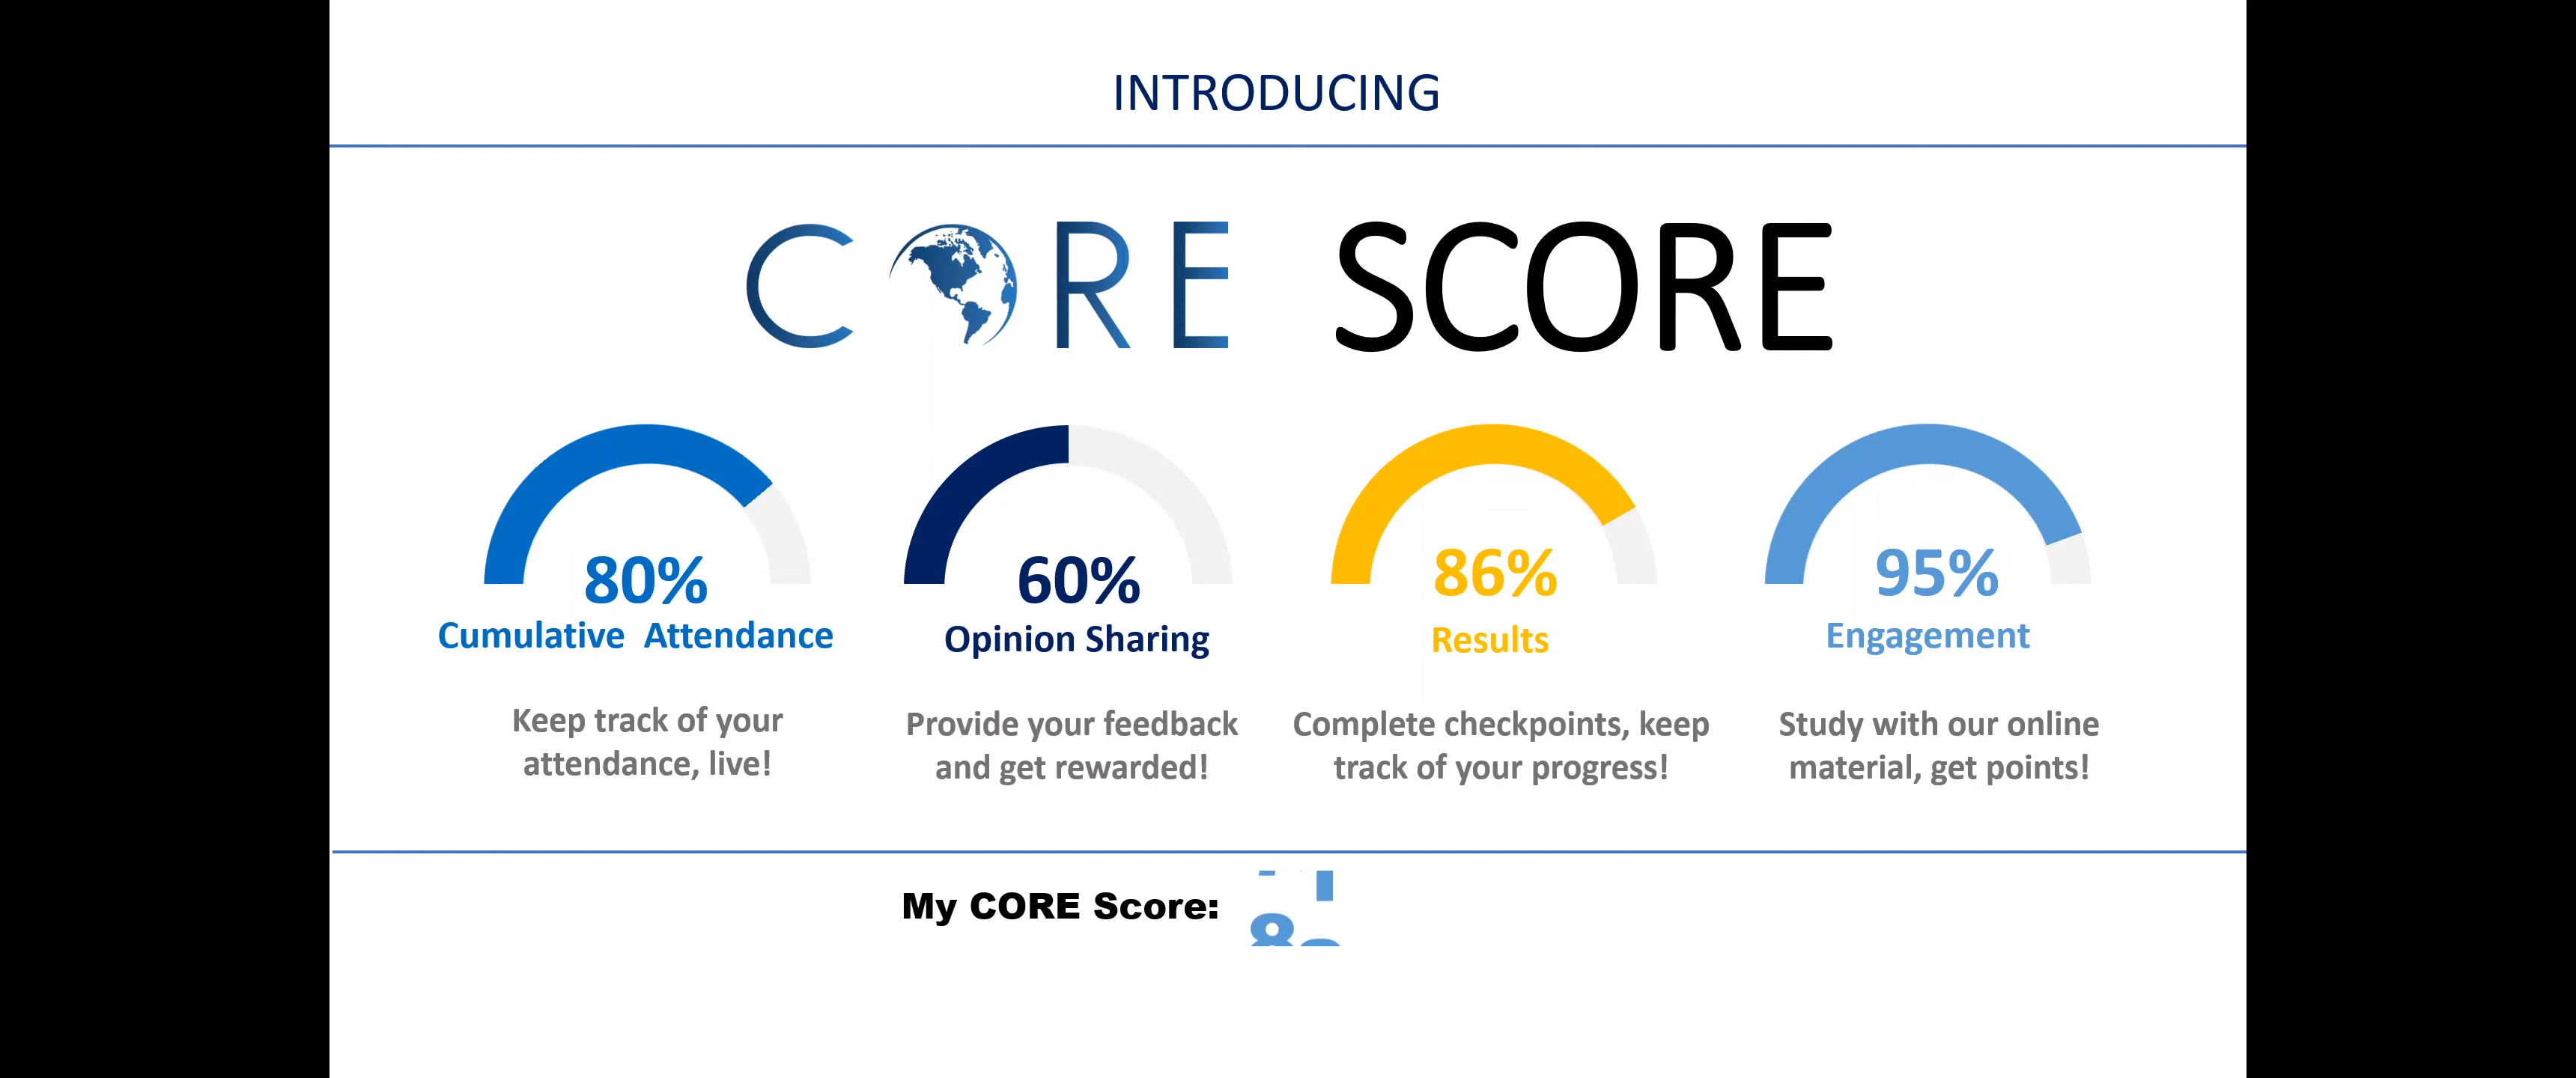 INTRODUCING
CORE SCORE
80%
Cumulative Attendance
Keep track of your
attendance, live!
60%
Opinion Sharing
Provide your feedback
and get rewarded!
86%
Results
Complete checkpoints, keep
track of your progress!
95%
Engagement
Study with our online
material, get points!
My CORE Score: